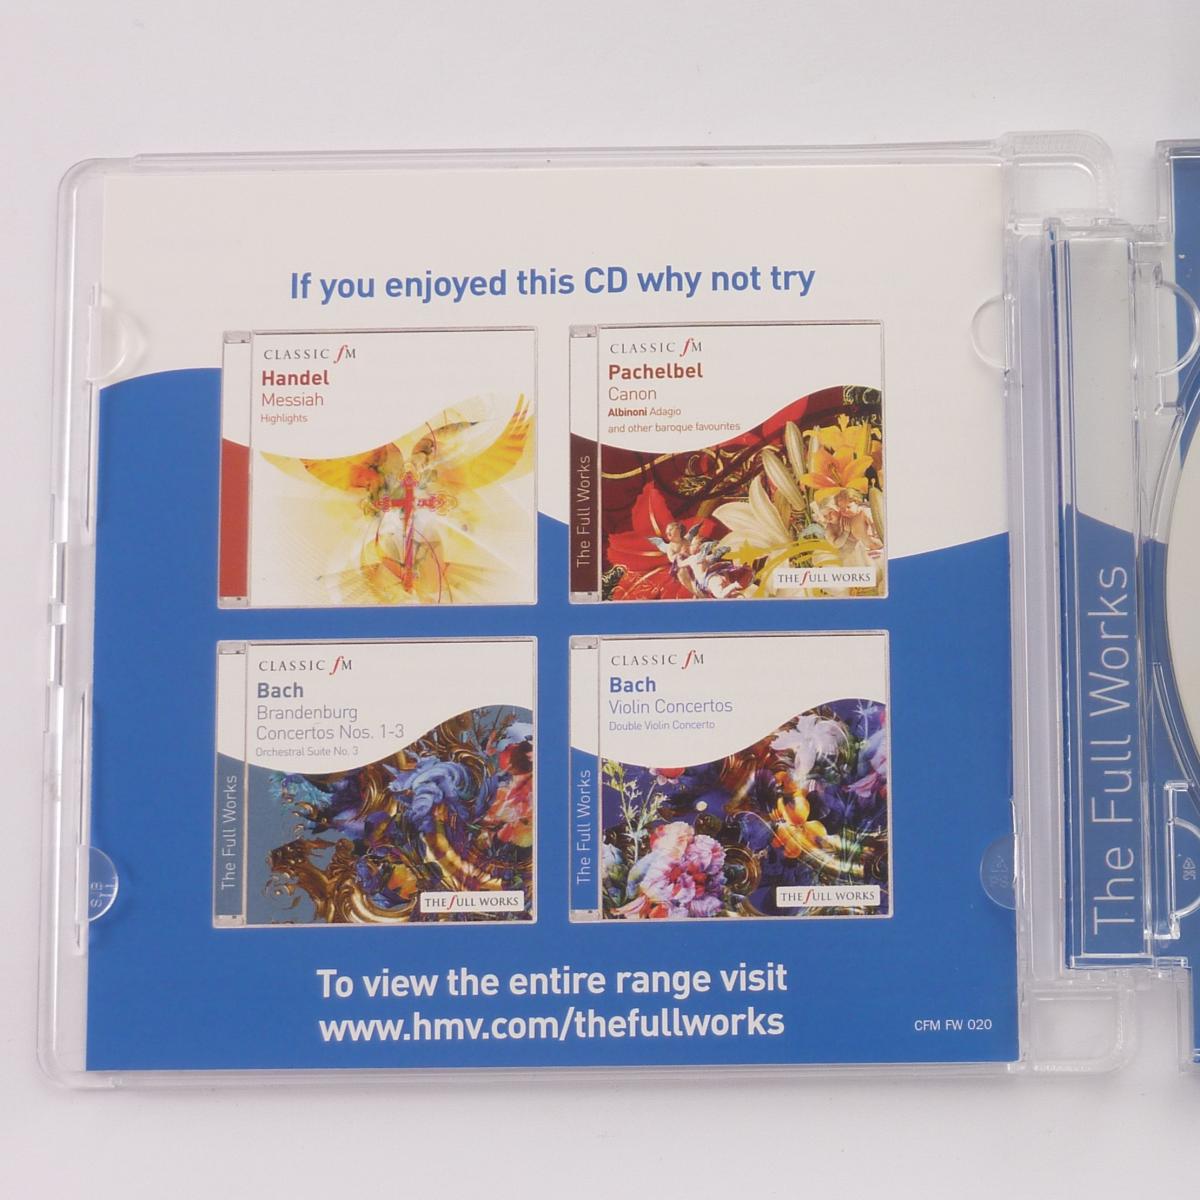 If you enjoyed this CD why not try
CLASSIC fM
Handel
Messiah
Highlights
CLASSIC fM
Pachelbel
Canon
Albinoni Adagio
and other baroque favourites
The Full Works
THE fULL WORKS
CLASSIC fM
Bach
Brandenburg
Concertos Nos. 1-3
Orchestral Suite No. 3
The Full Works
THE fULL WORKS
CLASSIC fM
Bach
Violin Concertos
Double Violin Concerto
The Full Works
THE fULL WORKS
To view the entire range visit
www.hmv.com/thefullworks
CFM FW 020
The Full Works